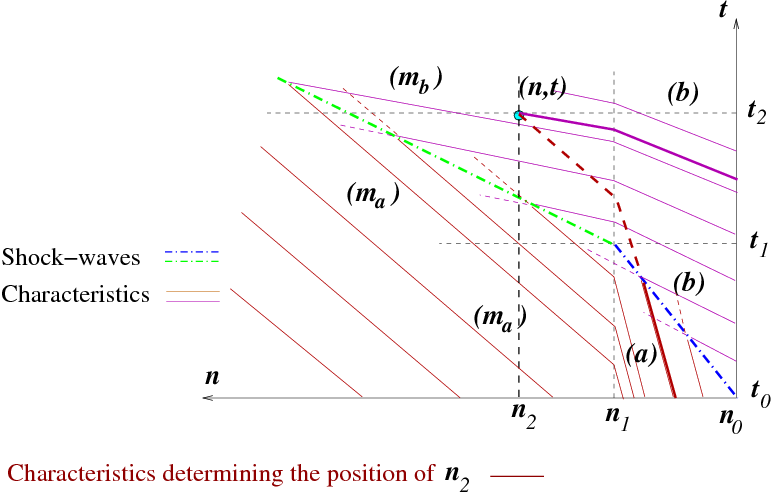 t
(m_b)
(n,t)
(b)
t_2
(m_a)
t_1
Shock−waves
(b)
Characteristics
(m_a)
(a)
n
t_0
n_2
n_1
n_0
Characteristics determining the position of n_2